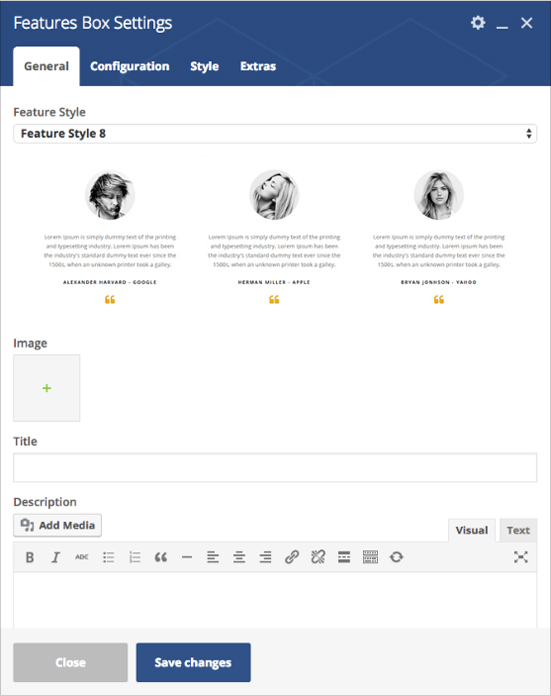 Features Box Settings
General Configuration Style Extras
Feature Style
Feature Style 8
Lorem Ipsum is simply dummy text of the printing
and typesetting industry. Lorem Ipsum has been
the industry's standard dummy text ever since the
1500s, when an unknown printer took a galley.
ALEXANDER HARVARD - GOOGLE
Lorem Ipsum is simply dummy text of the printing
and typesetting industry. Lorem Ipsum has been
the industry's standard dummy text ever since the
1500s, when an unknown printer took a galley.
HERMAN MILLER - APPLE
Lorem Ipsum is simply dummy text of the printing
and typesetting industry. Lorem Ipsum has been
the industry's standard dummy text ever since the
1500s, when an unknown printer took a galley.
BRYAN JONHSON - YAHOO
Image
Title
Description
Add Media
Visual Text
B I ABC
Close Save changes